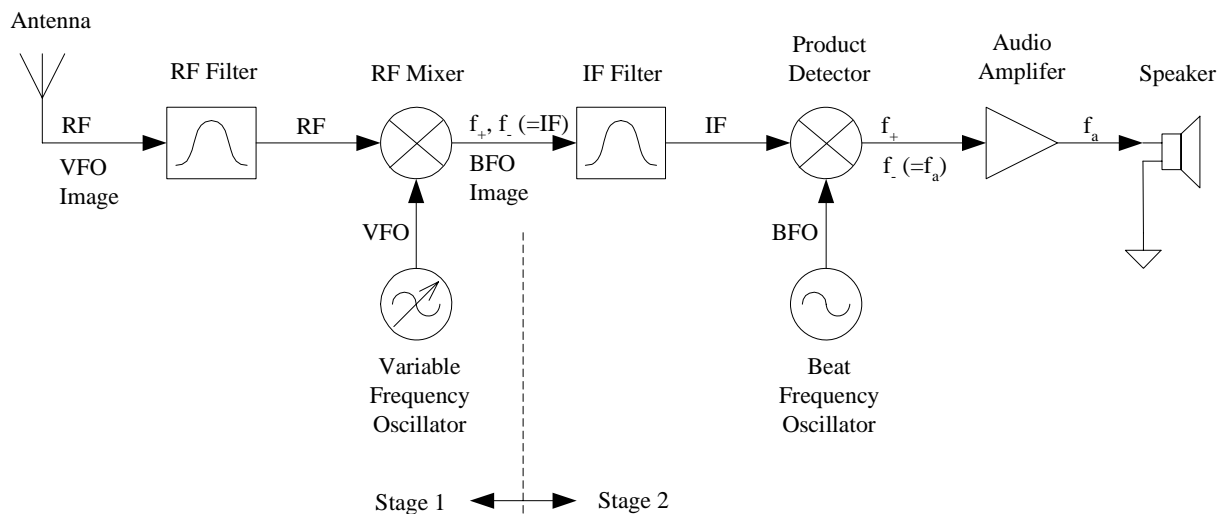 Antenna
RF Filter
RF Mixer
IF Filter
Product
Detector
Audio
Amplifer
Speaker
RF
VFO
Image
RF
f+, f- (=IF)
BFO
Image
IF
f+
f- (=fa)
fa
VFO
BFO
Variable
Frequency
Oscillator
Beat
Frequency
Oscillator
Stage 1
Stage 2